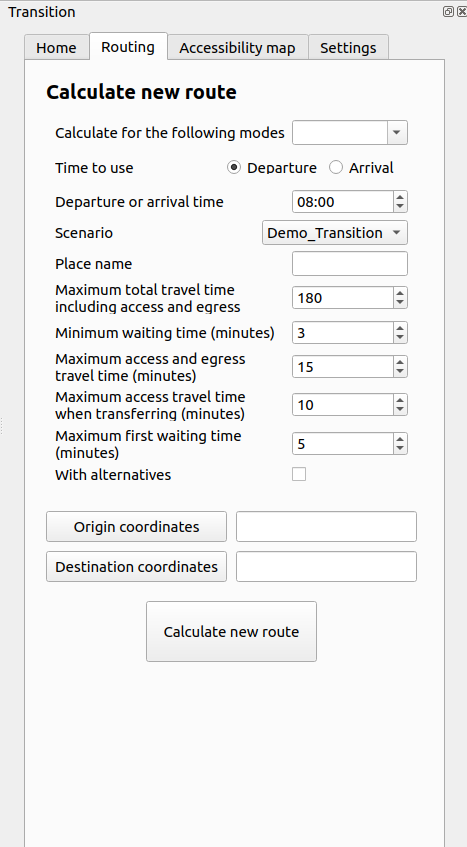 Transition
Home Routing Accessibility map Settings
Calculate new route
Calculate for the following modes
Time to use Departure Arrival
Departure or arrival time 08:00
Scenario Demo_Transition
Place name
Maximum total travel time
including access and egress 180
Minimum waiting time (minutes) 3
Maximum access and egress
travel time (minutes) 15
Maximum access travel time
when transferring (minutes) 10
Maximum first waiting time
(minutes) 5
With alternatives
Origin coordinates
Destination coordinates
Calculate new route